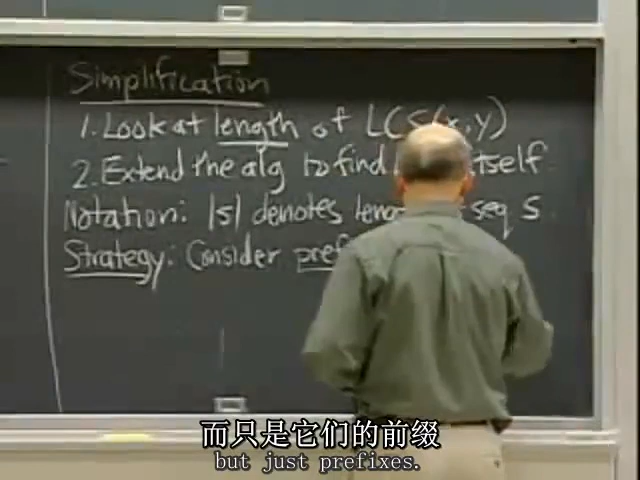 Simplification
1. Look at length of LCS(x,y)
2. Extend the alg to find itself.
Notation: |s| denotes seq s.
Strategy: Consider
而只是它们的前缀
but just prefixes.